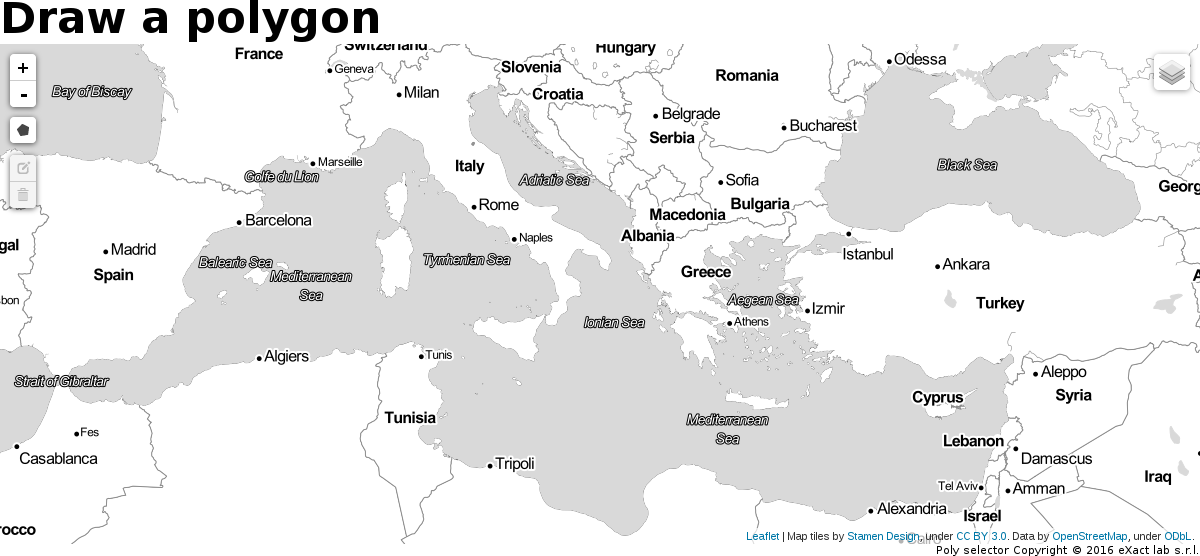 Draw a polygon
Switzerland
France
Hungary
Odessa
Slovenia
Geneva
+
Romania
Bay of Biscay
Milan
Croatia
-
Belgrade
Bucharest
Serbia
Marseille
Italy
Black Sea
Golfe du Lion
Adriatic Sea
Sofia
Georg
Rome
Bulgaria
Macedonia
Barcelona
Albania
Naples
gal
Madrid
Istanbul
Balearic Sea
Tyrrhenian Sea
Ankara
Spain
Mediterranean
Sea
Greece
A
bon
Aegean Sea
Turkey
Izmir
Ionian Sea
Athens
Algiers
Tunis
Aleppo
Strait of Gibraltar
Syria
Cyprus
Tunisia
Mediterranean
Sea
Fes
Lebanon
Casablanca
Damascus
Tripoli
Iraq
Tel Aviv
Amman
Alexandria
Israel
rocco
Cairo
Leaflet | Map tiles by Stamen Design, under CC BY 3.0. Data by OpenStreetMap, under ODbL.
Poly selector Copyright © 2016 eXact lab s.r.l